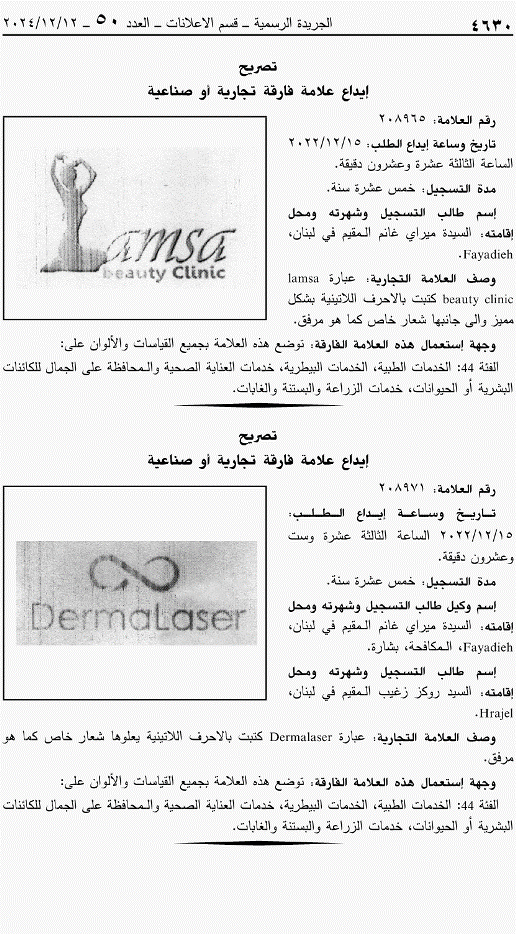 ٤٦٣٠
الجريدة الرسمية ــ قسم الاعلانات ــ العدد ٥٠ ــ ٢٠٢٤/١٢/١٢
تصريح
إيداع علامة فارقة تجارية أو صناعية
رقم العلامة: ٢٠٨٩٦٥
تاريخ وساعة إيداع الطلب: ٢٠٢٢/١٢/١٥
الساعة الثالثة عشرة وعشرون دقيقة.
مدة التسجيل: خمس عشرة سنة.
إسم طالب التسجيل وشهرته ومحل
إقامته: السيدة ميراي غانم المقيم في لبنان،
Fayadieh.
وصف العلامة التجارية: عبارة lamsa
beauty clinic كتبت بالاحرف اللاتينية بشكل
مميز والى جانبها شعار خاص كما هو مرفق.
Lamsa
beauty Clinic
وجهة إستعمال هذه العلامة الفارقة: توضع هذه العلامة بجميع القياسات والألوان على:
الفئة 44: الخدمات الطبية، الخدمات البيطرية، خدمات العناية الصحية والمحافظة على الجمال للكائنات
البشرية أو الحيوانات، خدمات الزراعة والبستنة والغابات.
تصريح
إيداع علامة فارقة تجارية أو صناعية
رقم العلامة: ٢٠٨٩٧١
تاريخ وساعة إيداع الطلب:
٢٠٢٢/١٢/١٥ الساعة الثالثة عشرة وست
وعشرون دقيقة.
مدة التسجيل: خمس عشرة سنة.
إسم وكيل طالب التسجيل وشهرته ومحل
إقامته: السيدة ميراي غانم المقيم في لبنان،
Fayadieh، المكافحة، بشارة.
إسم طالب التسجيل وشهرته ومحل
إقامته: السيد روكز زغيب المقيم في لبنان،
Hrajel.
DermaLaser
وصف العلامة التجارية: عبارة Dermalaser كتبت بالاحرف اللاتينية يعلوها شعار خاص كما هو
مرفق.
وجهة إستعمال هذه العلامة الفارقة: توضع هذه العلامة بجميع القياسات والألوان على:
الفئة 44: الخدمات الطبية، الخدمات البيطرية، خدمات العناية الصحية والمحافظة على الجمال للكائنات
البشرية أو الحيوانات، خدمات الزراعة والبستنة والغابات.